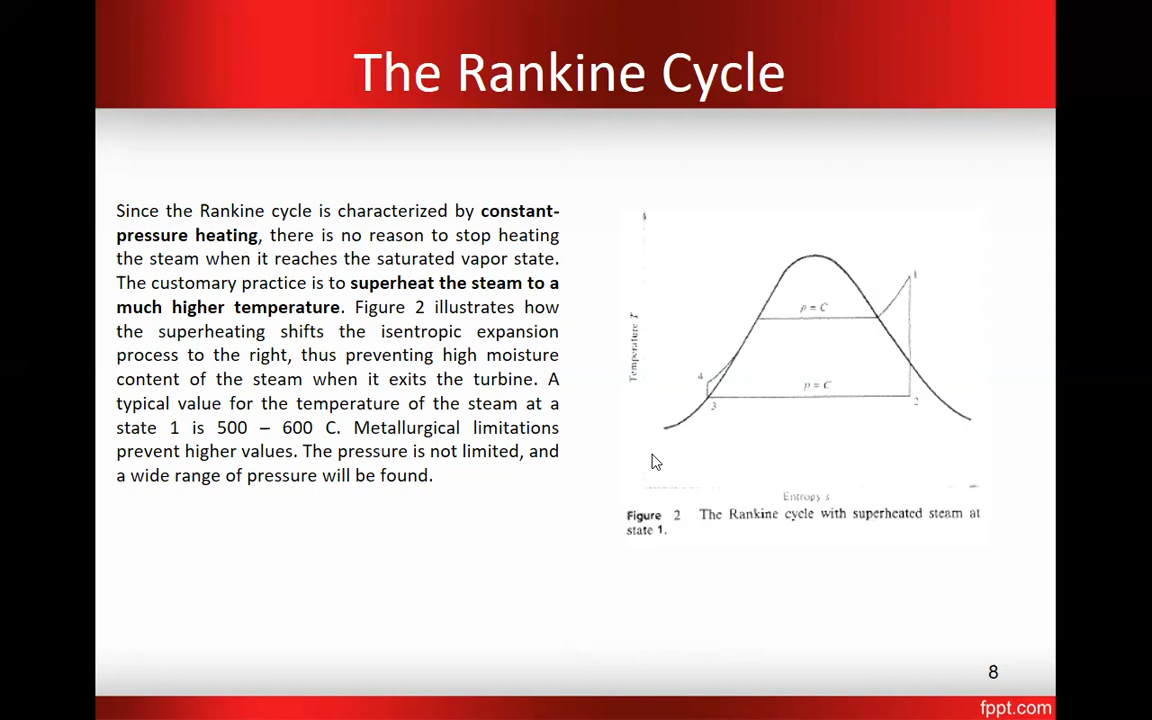 The Rankine Cycle
Since the Rankine cycle is characterized by constant-
pressure heating, there is no reason to stop heating
the steam when it reaches the saturated vapor state.
The customary practice is to superheat the steam to a
much higher temperature. Figure 2 illustrates how
the superheating shifts the isentropic expansion
process to the right, thus preventing high moisture
content of the steam when it exits the turbine. A
typical value for the temperature of the steam at a
state 1 is 500 – 600 C. Metallurgical limitations
prevent higher values. The pressure is not limited, and
a wide range of pressure will be found.
Temperature T
1
p = C
4
p = C
3
2
Entropy s
Figure 2 The Rankine cycle with superheated steam at
state 1.
8
fppt.com